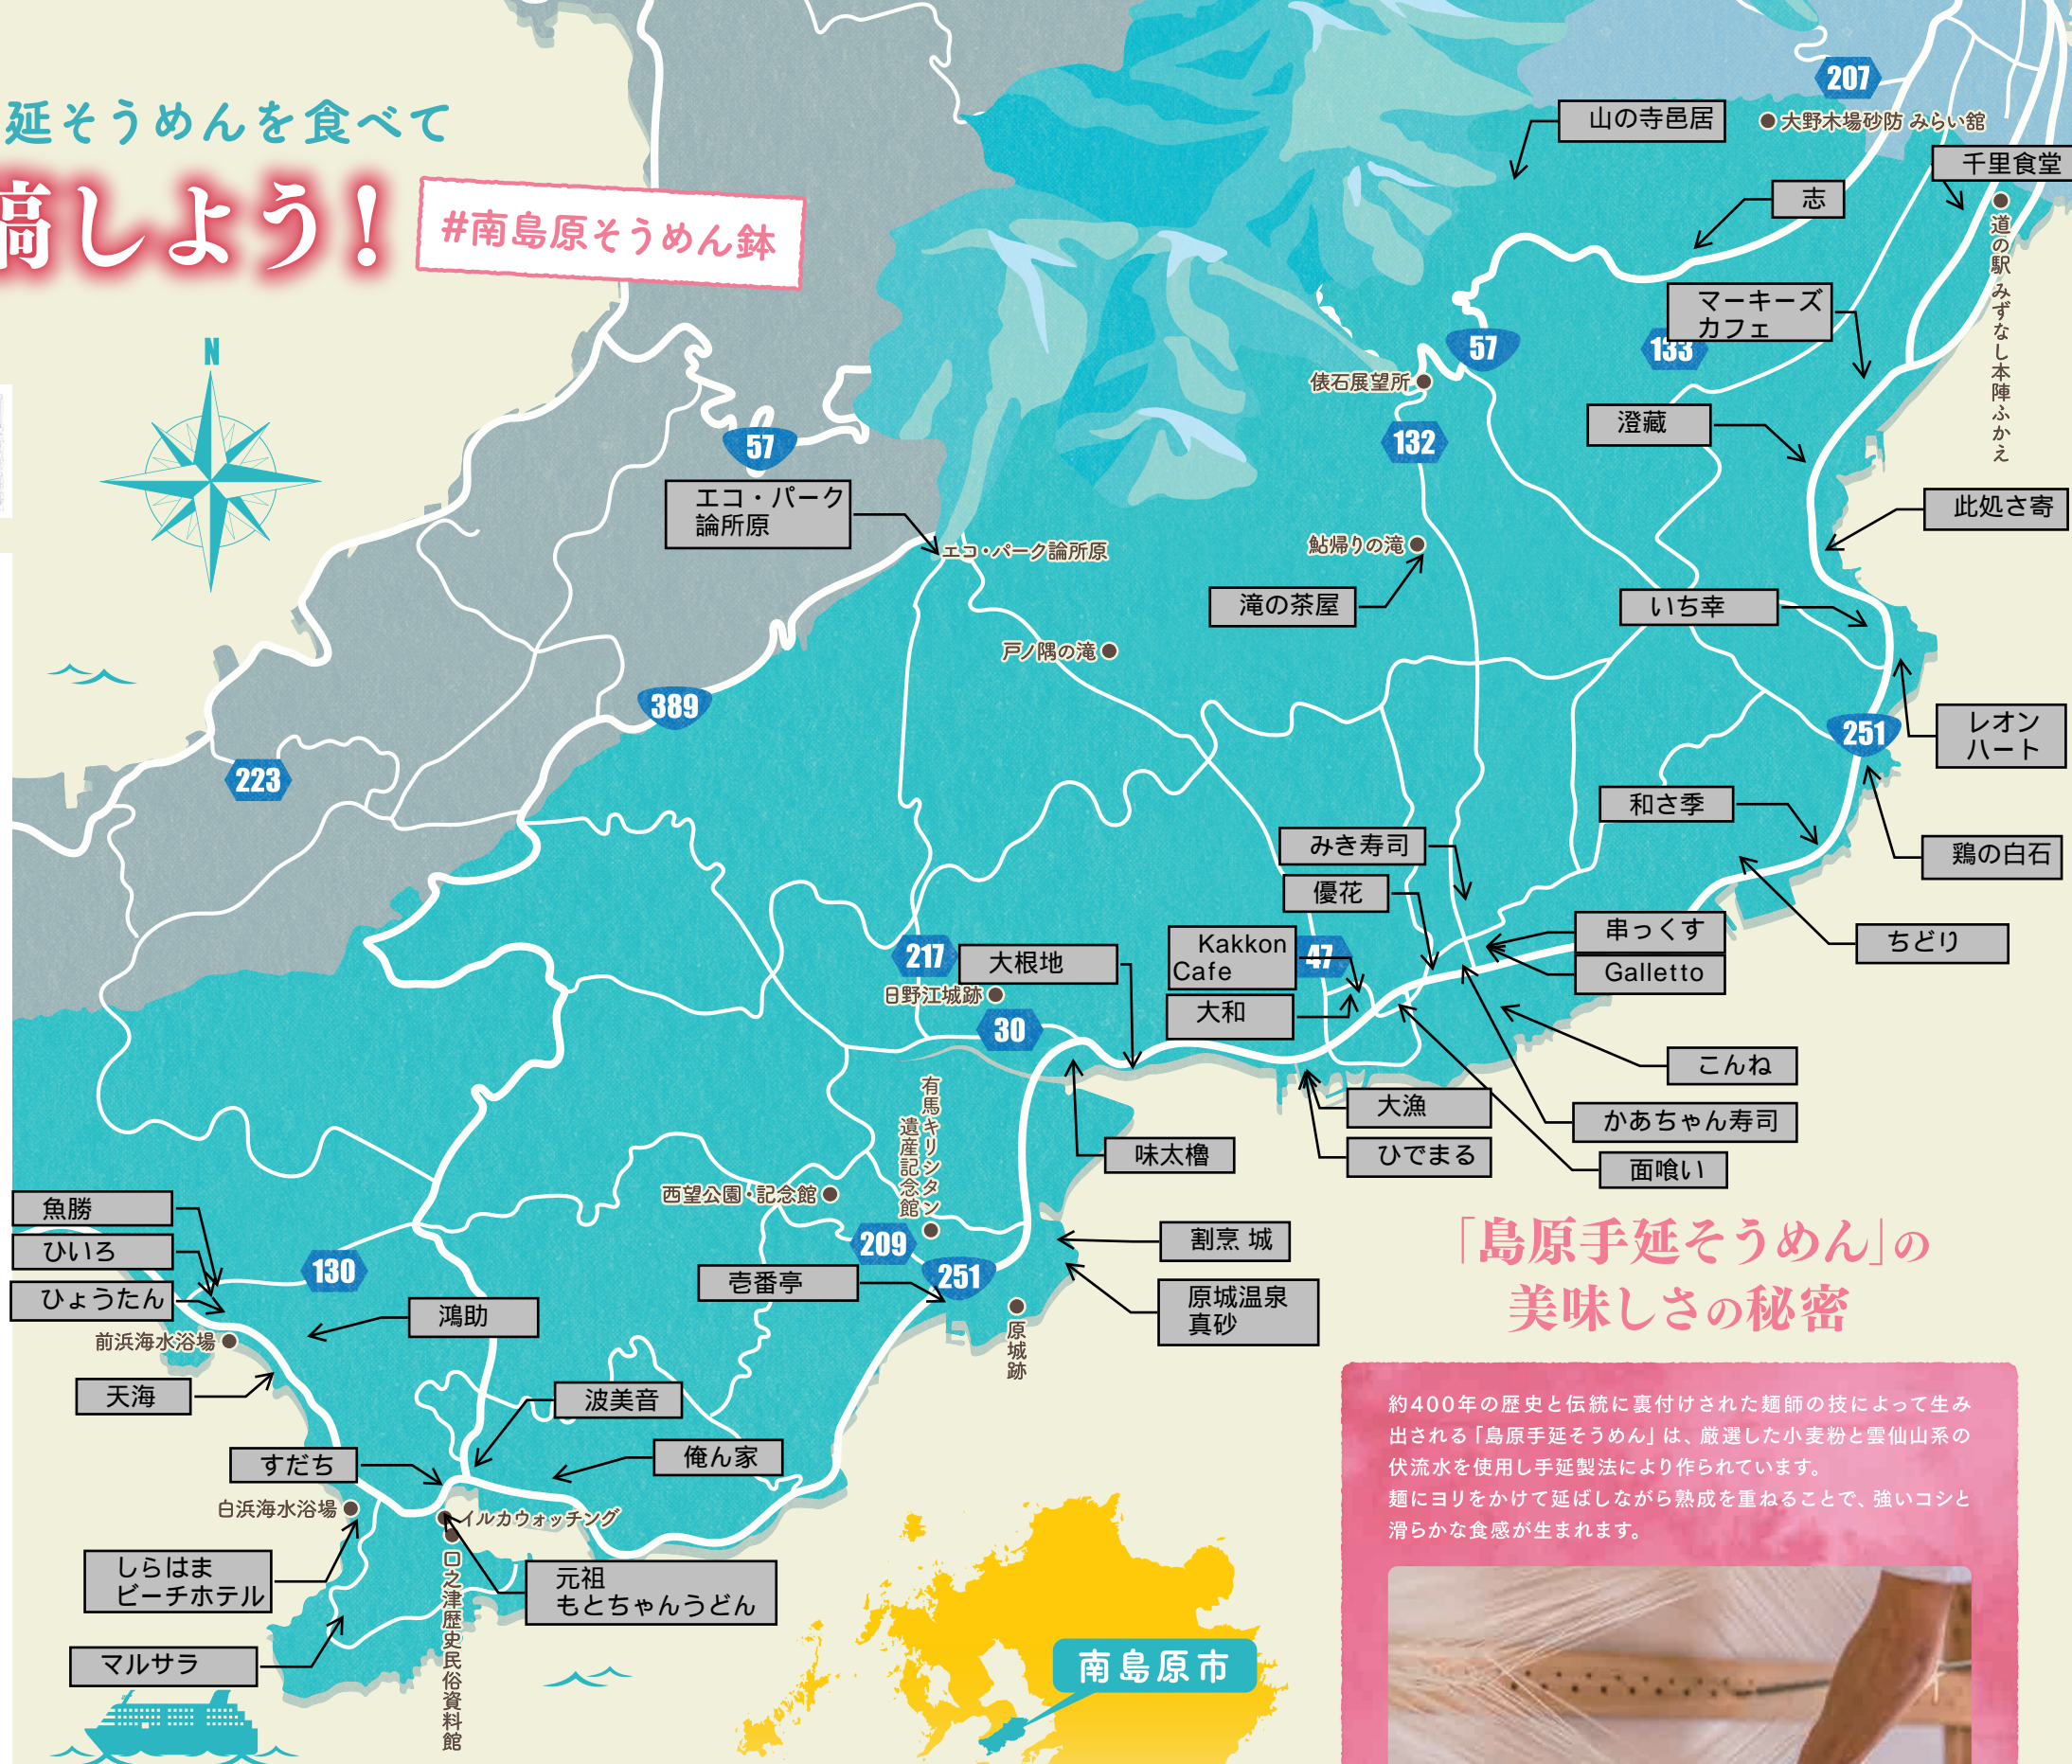 延そうめんを食べて
稿しよう！
#南島原そうめん鉢
N
207
大野木場砂防 みらい館
山の寺邑居
千里食堂
志
道の駅 みずなし本陣ふかえ
マーキーズ
カフェ
57
133
俵石展望所
澄蔵
132
57
エコ・パーク
論所原
此処さ寄
エコ・パーク論所原
鮎帰りの滝
滝の茶屋
いち幸
戸ノ隅の滝
389
レオン
ハート
251
223
和さ季
みき寿司
鶏の白石
優花
串っくす
ちどり
Kakkon
Cafe
47
217
大根地
Galletto
日野江城跡
大和
30
こんね
有馬キリシタン
遺産記念館
大漁
かあちゃん寿司
味太櫓
ひでまる
面喰い
西望公園・記念館
魚勝
ひいろ
209
割烹 城
130
壱番亭
251
ひょうたん
鴻助
原城温泉
真砂
前浜海水浴場
原城跡
天海
波美音
すだち
俺ん家
白浜海水浴場
イルカウォッチング
しらはま
ビーチホテル
元祖
もとちゃんうどん
口之津歴史民俗資料館
マルサラ
南島原市
「島原手延そうめん」の
美味しさの秘密
約400年の歴史と伝統に裏付けされた麺師の技によって生み
出される「島原手延そうめん」は、厳選した小麦粉と雲仙山系の
伏流水を使用し手延製法により作られています。
麺にヨリをかけて延ばしながら熟成を重ねることで、強いコシと
滑らかな食感が生まれます。